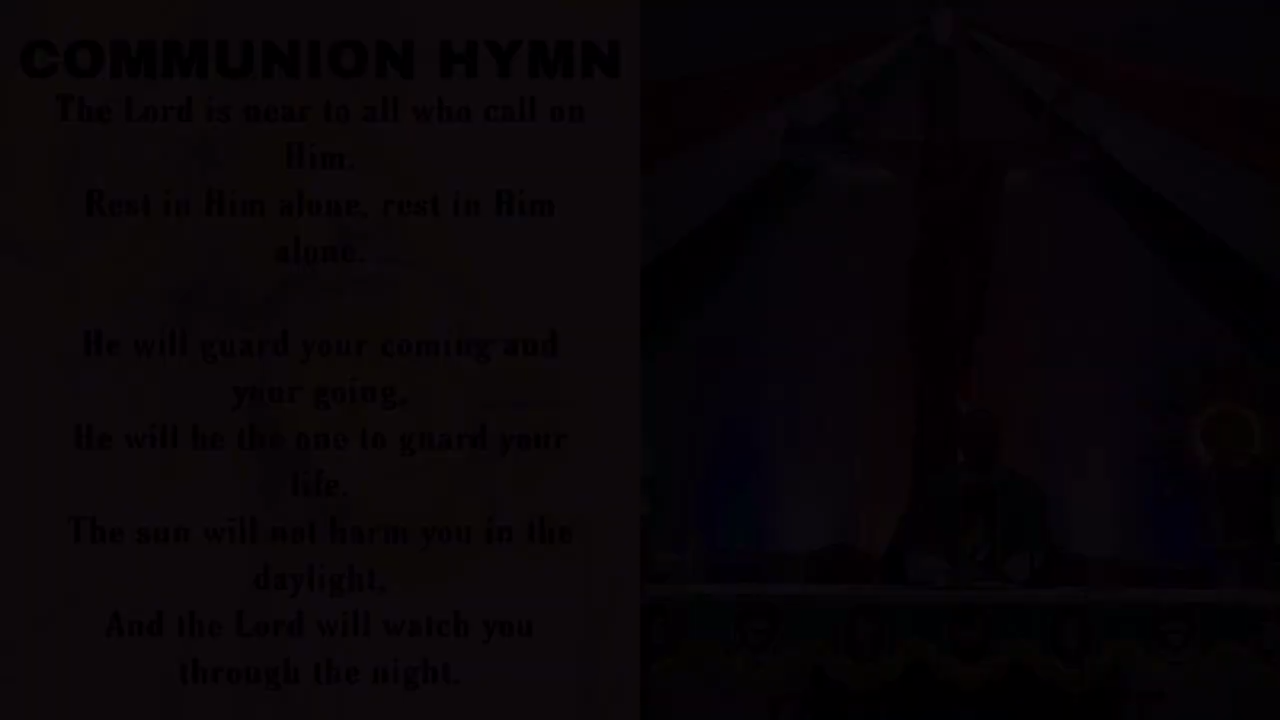 COMMUNION HYMN
The Lord is near to all who call on
Him.
Rest in Him alone, rest in Him
alone.
He will guard your coming and
your going,
He will be the one to guard your
life.
The sun will not harm you in the
daylight,
And the Lord will watch you
through the night.